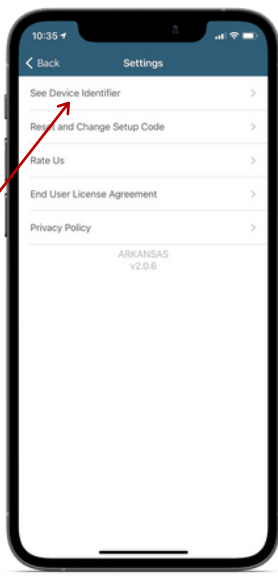 10:35
Back Settings
See Device Identifier
Reset and Change Setup Code
Rate Us
End User License Agreement
Privacy Policy
ARKANSAS
v2.0.6